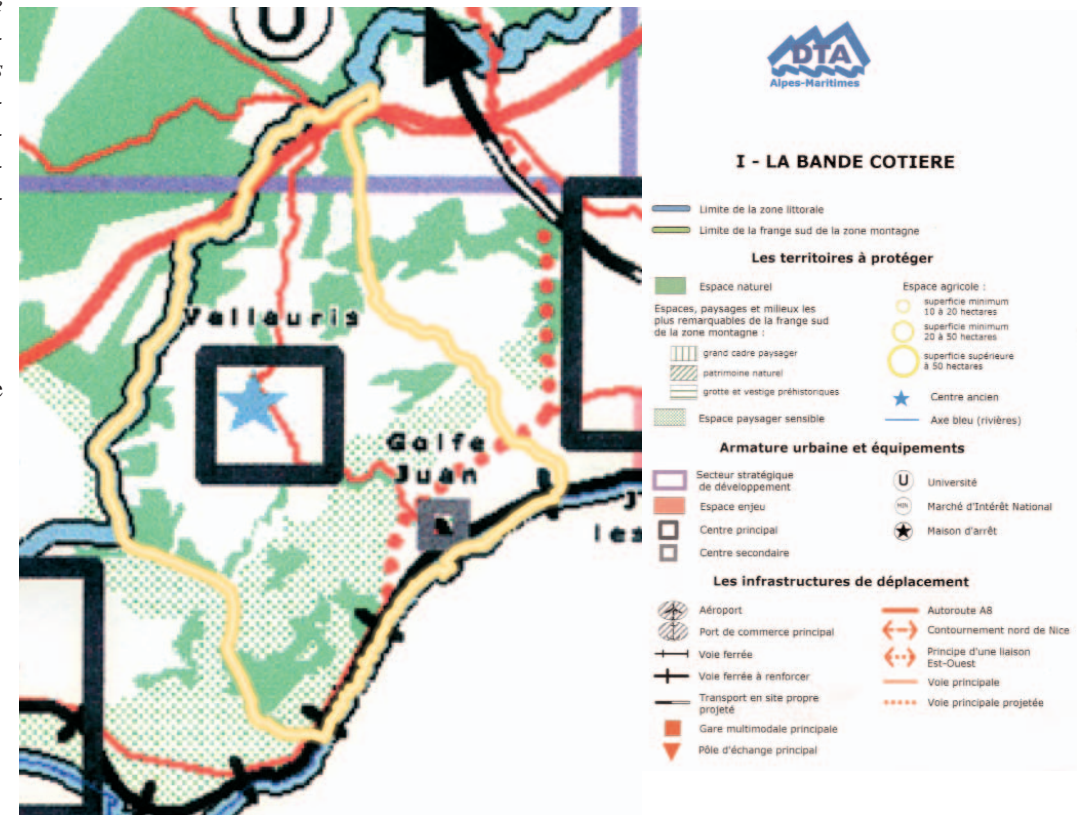 U
Vallauris
Golfe
Juan
les
e
s
e
DTA
Alpes-Maritimes
I - LA BANDE COTIERE
Limite de la zone littorale
Limite de la frange sud de la zone montagne
Les territoires à protéger
Espace naturel
Espaces, paysages et milieux les
plus remarquables de la frange sud
de la zone montagne :
grand cadre paysager
patrimoine naturel
grotte et vestige préhistoriques
Espace paysager sensible
Espace agricole :
superficie minimum
10 à 20 hectares
superficie minimum
20 à 50 hectares
superficie supérieure
à 50 hectares
Centre ancien
Axe bleu (rivières)
Armature urbaine et équipements
Secteur stratégique
de développement
Espace enjeu
Centre principal
Centre secondaire
U
Université
Marché d'Intérêt National
Maison d'arrêt
Les infrastructures de déplacement
Aéroport
Port de commerce principal
Voie ferrée
Voie ferrée à renforcer
Transport en site propre
projeté
Gare multimodale principale
Pôle d'échange principal
Autoroute A8
Contournement nord de Nice
Principe d'une liaison
Est-Ouest
Voie principale
Voie principale projetée